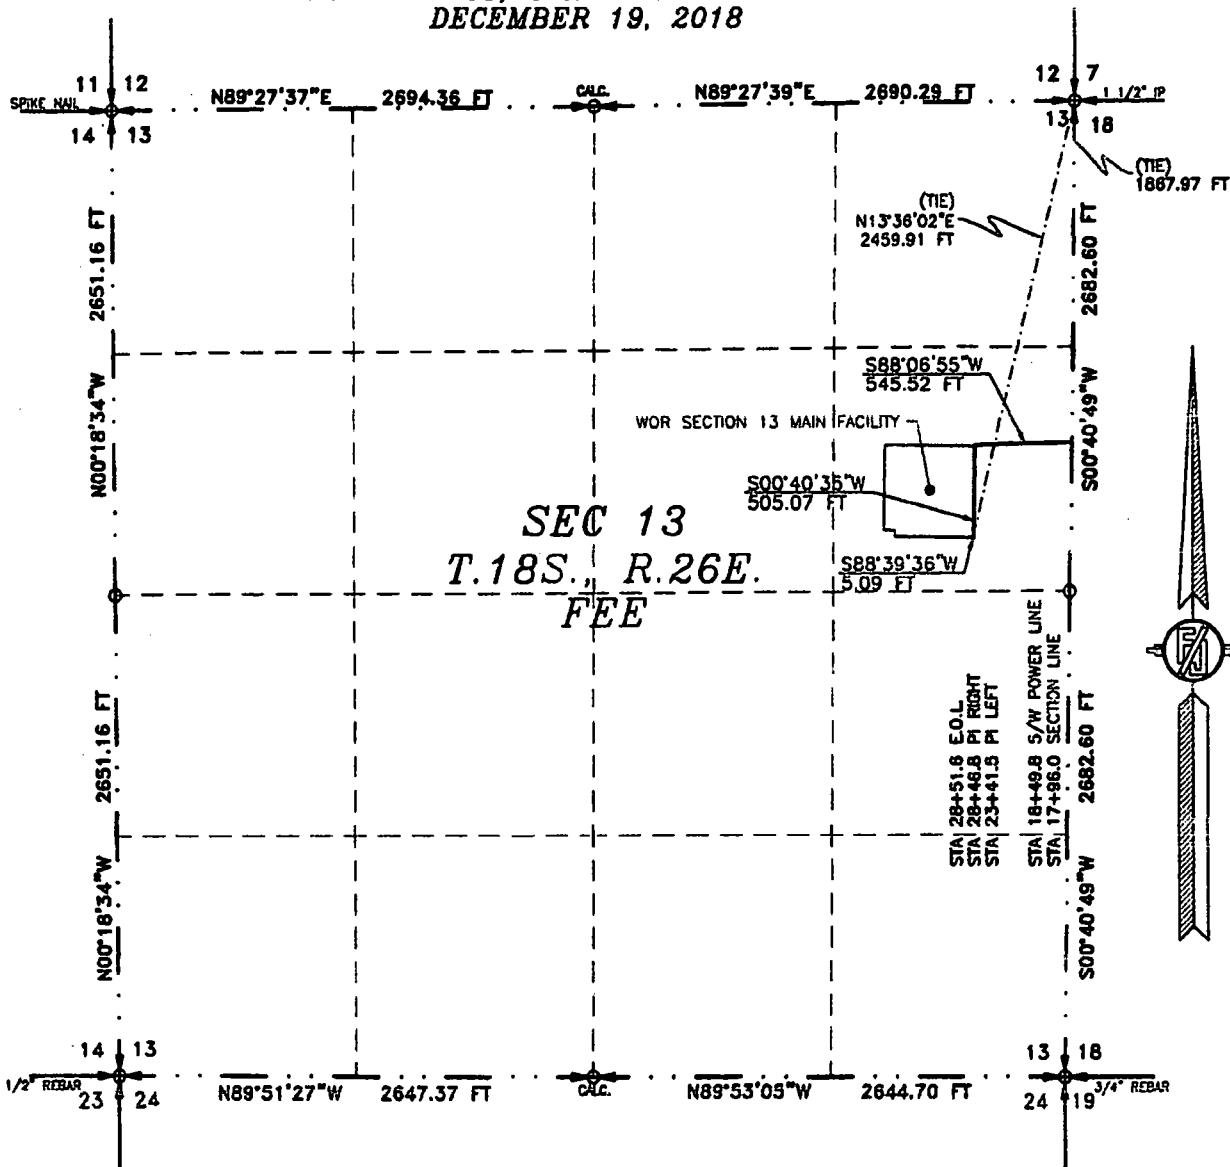 DECEMBER 19, 2018
11 12
SPIKE NAIL
14 13
N89°27'37"E 2694.36 FT
CALC.
N89°27'39"E 2690.29 FT
12 7
1 1/2" IP
13 18
(TIE)
1867.97 FT
(TIE)
N13°36'02"E
2459.91 FT
2651.16 FT
2682.60 FT
N00°18'34"W
S00°40'49"W
S88°06'55"W
545.52 FT
WOR SECTION 13 MAIN FACILITY
S00°40'35"W
505.07 FT
SEC 13
T.18S., R.26E.
FEE
S88°39'36"W
5.09 FT
STA 28+51.6 E.O.L
STA 28+46.8 PI RIGHT
STA 23+41.5 PI LEFT
STA 18+49.8 5/W POWER LINE
STA 17+96.0 SECTION LINE
2651.16 FT
2682.60 FT
N00°18'34"W
S00°40'49"W
14 13
1/2" REBAR
23 24
N89°51'27"W 2647.37 FT
CALC.
N89°53'05"W 2644.70 FT
13 18
3/4" REBAR
24 19